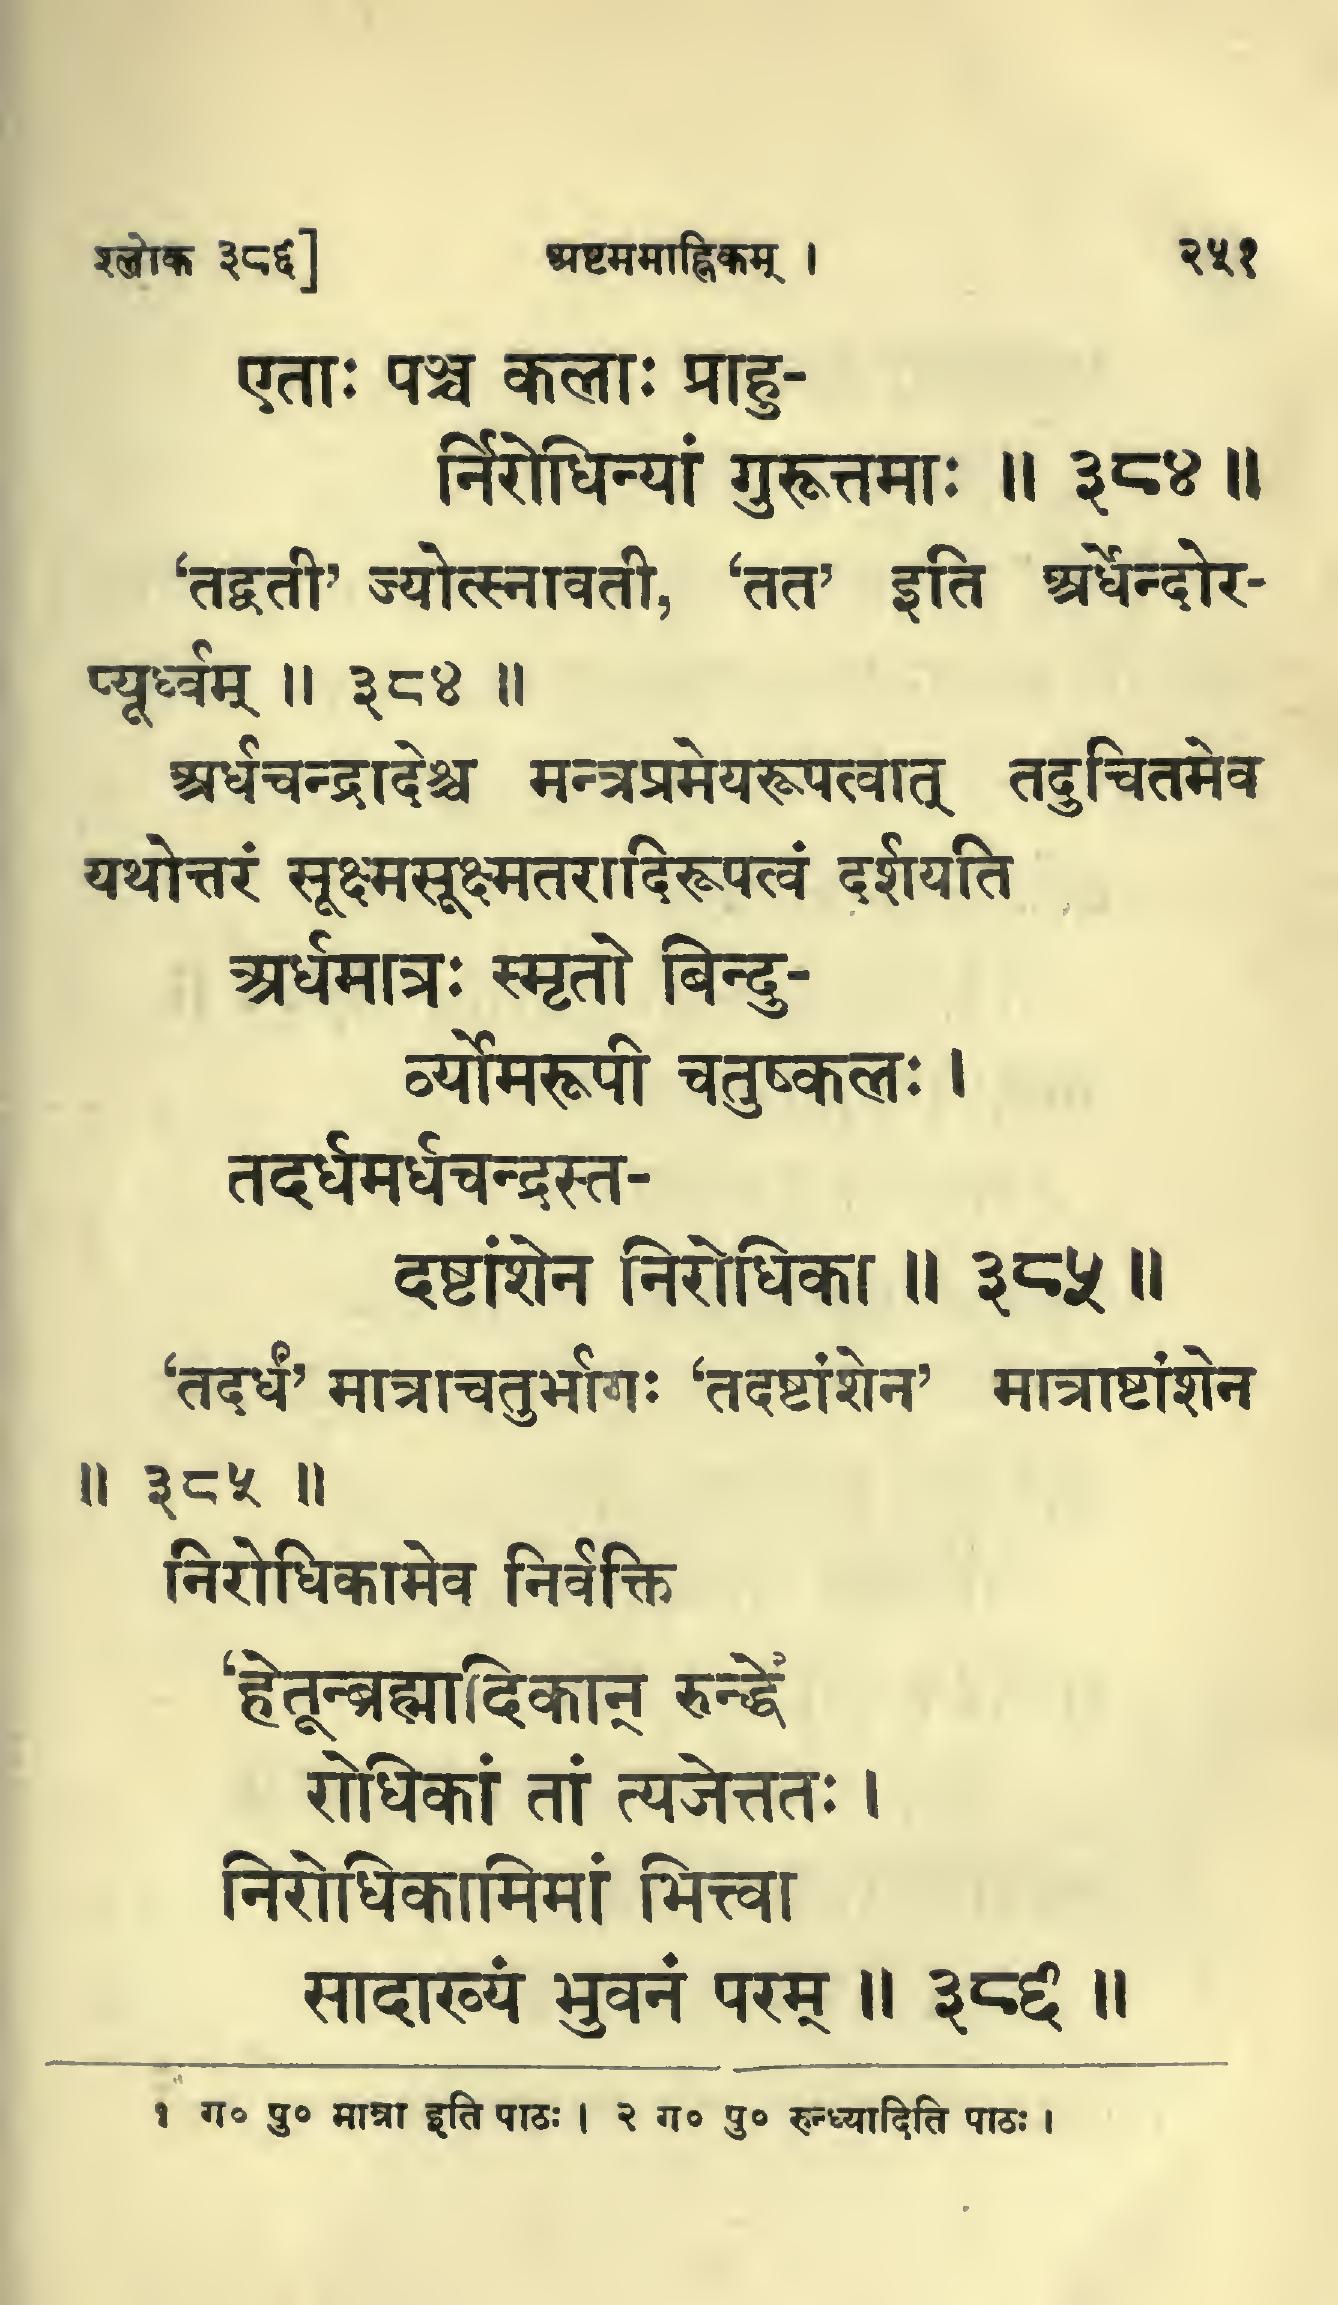 श्लोक ३८६] अष्टममाह्निकम् । २५१
एताः पञ्च कलाः प्राहु-
र्निरोधिन्यां गुरूत्तमाः ॥ ३८४ ॥
‘तद्वती’ ज्योत्स्नावती, ‘तत’ इति अर्धेन्दोर-
प्यूर्ध्वम् ॥ ३८४ ॥
अर्धचन्द्रादेश्च मन्त्रप्रमेयरूपत्वात् तदुचितमेव
यथोत्तरं सूक्ष्मसूक्ष्मतरादिरूपत्वं दर्शयति
अर्धमात्रः स्मृतो बिन्दु-
र्व्योमरूपी चतुष्कलः ।
तदर्धमर्धचन्द्रस्त-
दष्टांशेन निरोधिका ॥ ३८५ ॥
‘तदर्धं’ मात्राचतुर्भागः ‘तदष्टांशेन’ मात्राष्टांशेन
॥ ३८५ ॥
निरोधिकामेव निर्वक्ति
‘हेतून्ब्रह्मादिकान् रुन्द्धे२
रोधिकां तां त्यजेत्ततः ।
निरोधिकामिमां भित्त्वा
सादाख्यं भुवनं परम् ॥ ३८६ ॥
१ ग० पु० मात्रा इति पाठः । २ ग० पु० रुन्ध्यादिति पाठः ।